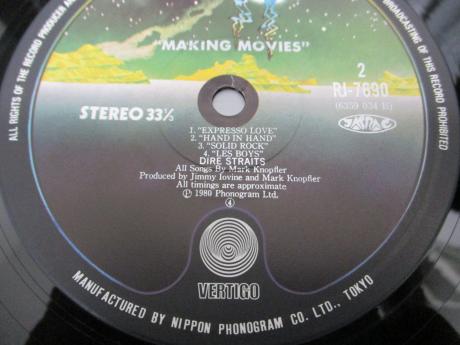 "MAKING MOVIES"
2
RJ-7690
(6359 034 B)
STEREO 33⅓
1. "EXPRESSO LOVE"
2. "HAND IN HAND"
3. "SOLID ROCK"
4. "LES BOYS"
DIRE STRAITS
All Songs By Mark Knopfler
Produced by Jimmy Iovine and Mark Knopfler
All timings are approximate
Ⓟ 1980 Phonogram Ltd.
④
VERTIGO
ALL RIGHTS OF THE RECORD PRODUCER
BROADCASTING OF THIS RECORD PROHIBITED
MANUFACTURED BY NIPPON PHONOGRAM CO. LTD., TOKYO